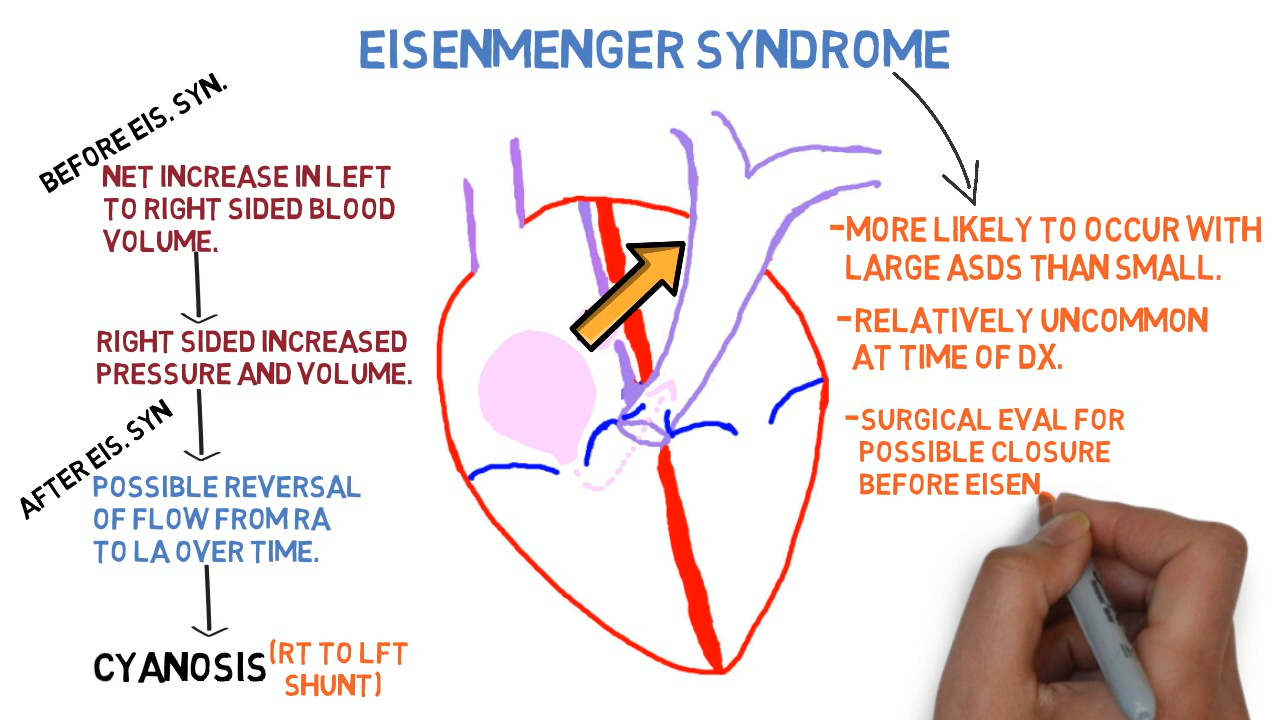 EISENMENGER SYNDROME
BEFORE EIS. SYN.
NET INCREASE IN LEFT
TO RIGHT SIDED BLOOD
VOLUME.
RIGHT SIDED INCREASED
PRESSURE AND VOLUME.
AFTER EIS. SYN
POSSIBLE REVERSAL
OF FLOW FROM RA
TO LA OVER TIME.
CYANOSIS (RT TO LFT
SHUNT)
-MORE LIKELY TO OCCUR WITH
LARGE ASDS THAN SMALL.
-RELATIVELY UNCOMMON
AT TIME OF DX.
-SURGICAL EVAL FOR
POSSIBLE CLOSURE
BEFORE EISEN